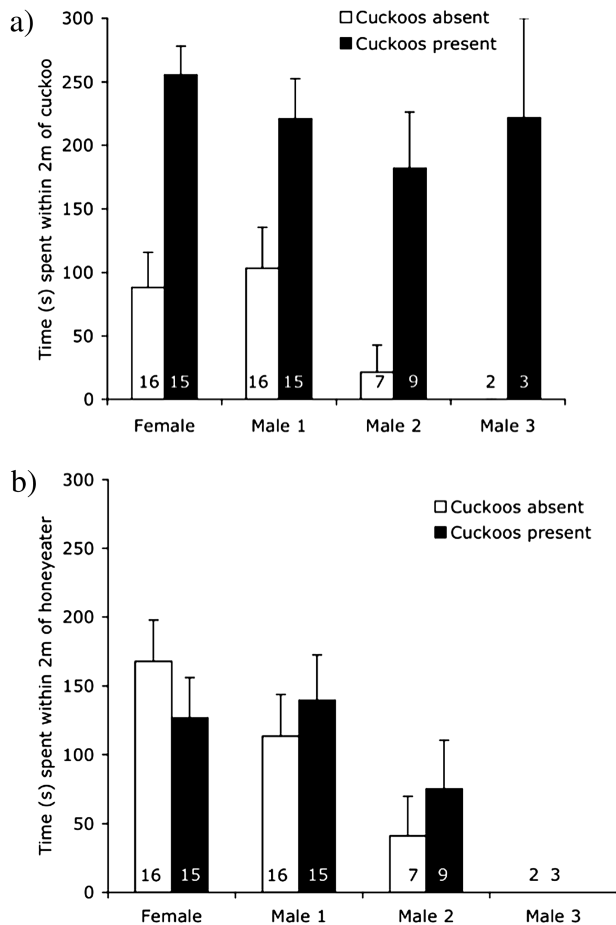 a)
Cuckoos absent
Cuckoos present
Time (s) spent within 2m of cuckoo
300
250
200
150
100
50
0
16 15 16 15 7 9 2 3
Female Male 1 Male 2 Male 3
b)
Cuckoos absent
Cuckoos present
Time (s) spent within 2m of honeyeater
300
250
200
150
100
50
0
16 15 16 15 7 9 2 3
Female Male 1 Male 2 Male 3